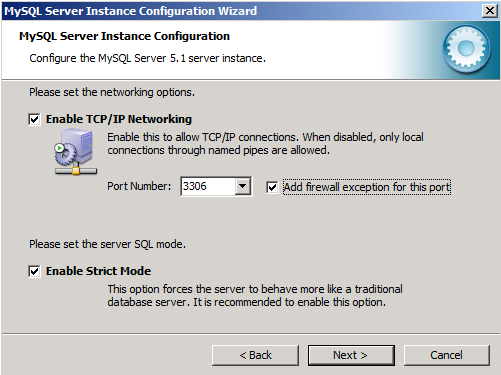 MySQL Server Instance Configuration Wizard
MySQL Server Instance Configuration
Configure the MySQL Server 5.1 server instance.
Please set the networking options.
Enable TCP/IP Networking
Enable this to allow TCP/IP connections. When disabled, only local
connections through named pipes are allowed.
Port Number: 3306 Add firewall exception for this port
Please set the server SQL mode.
Enable Strict Mode
This option forces the server to behave more like a traditional
database server. It is recommended to enable this option.
< Back Next > Cancel